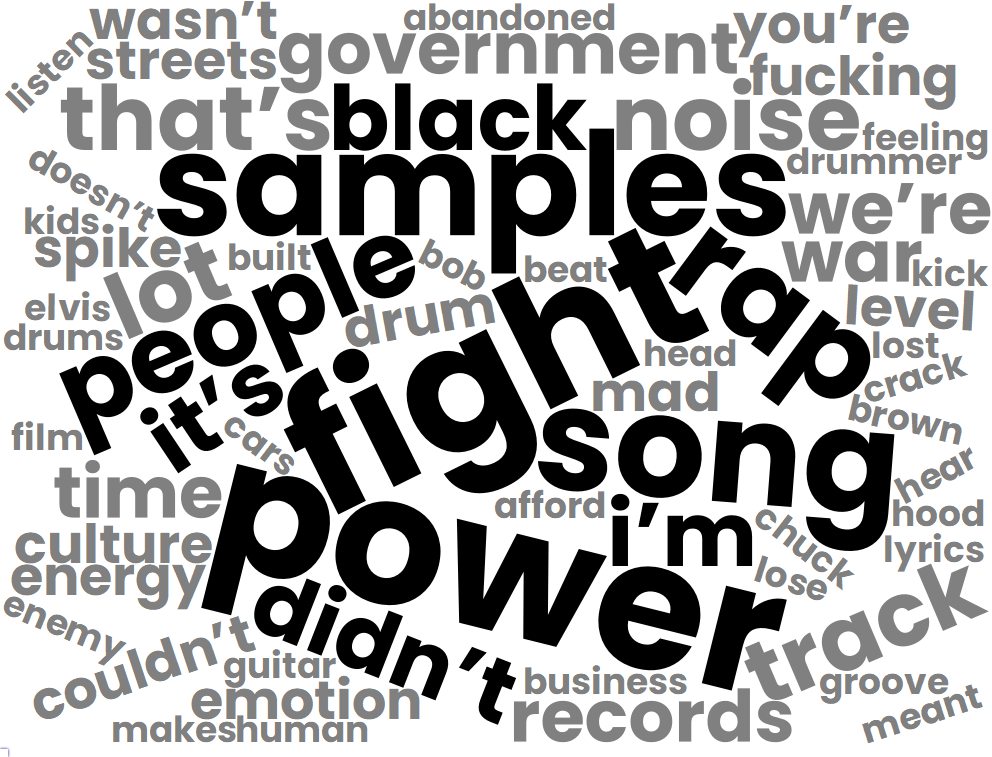 abandoned
wasn’t
you’re
listen
streets
government
fucking
that’s
black
noise
feeling
samples
drummer
doesn’t
we’re
kids
spike
built
bob
beat
trap
war
kick
lot
people
elvis
drum
fight
level
drums
head
lost
it’s
mad
crack
brown
film
cars
song
hear
time
power
afford
i’m
hood
chuck
culture
lyrics
energy
lose
enemy
didn’t
track
couldn’t
guitar
business
groove
emotion
records
meant
makeshuman